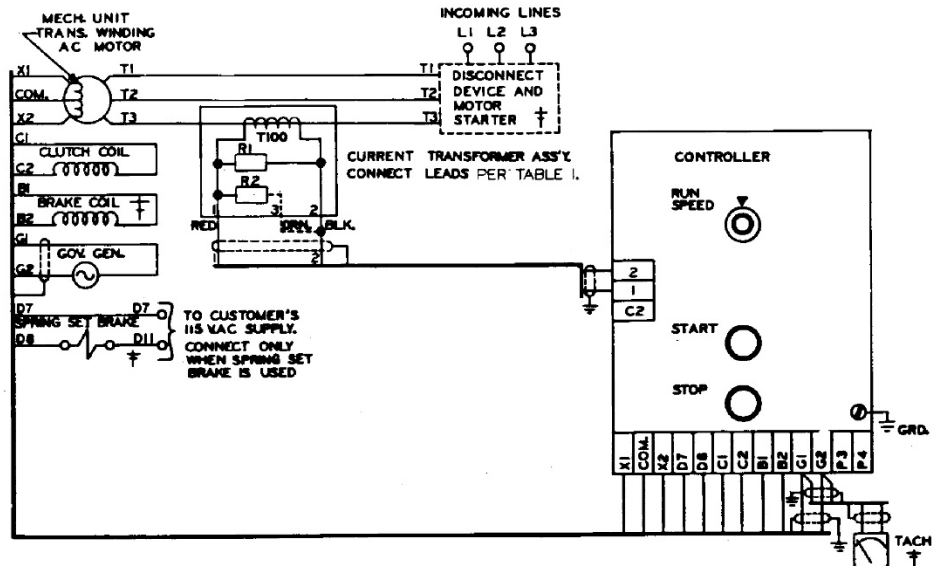 MECH. UNIT
TRANS. WINDING
AC MOTOR
INCOMING LINES
L1 L2 L3
X1
T1
T1
COM.
T2
T2
X2
T3
T3
DISCONNECT
DEVICE AND
MOTOR
STARTER
C1
CLUTCH COIL
C2
B1
BRAKE COIL
B2
G1
GOV. GEN.
G2
D7
D7
SPRING SET BRAKE
D8
D11
TO CUSTOMER'S
115 VAC SUPPLY.
CONNECT ONLY
WHEN SPRING SET
BRAKE IS USED
T100
R1
R2
1
3
2
RED
BRN.
BLK.
2
CURRENT TRANSFORMER ASS'Y.
CONNECT LEADS PER TABLE 1.
CONTROLLER
RUN
SPEED
2
1
C2
START
STOP
GRD.
X1
COM.
X2
D7
D8
C1
C2
B1
B2
G1
G2
P3
P4
TACH